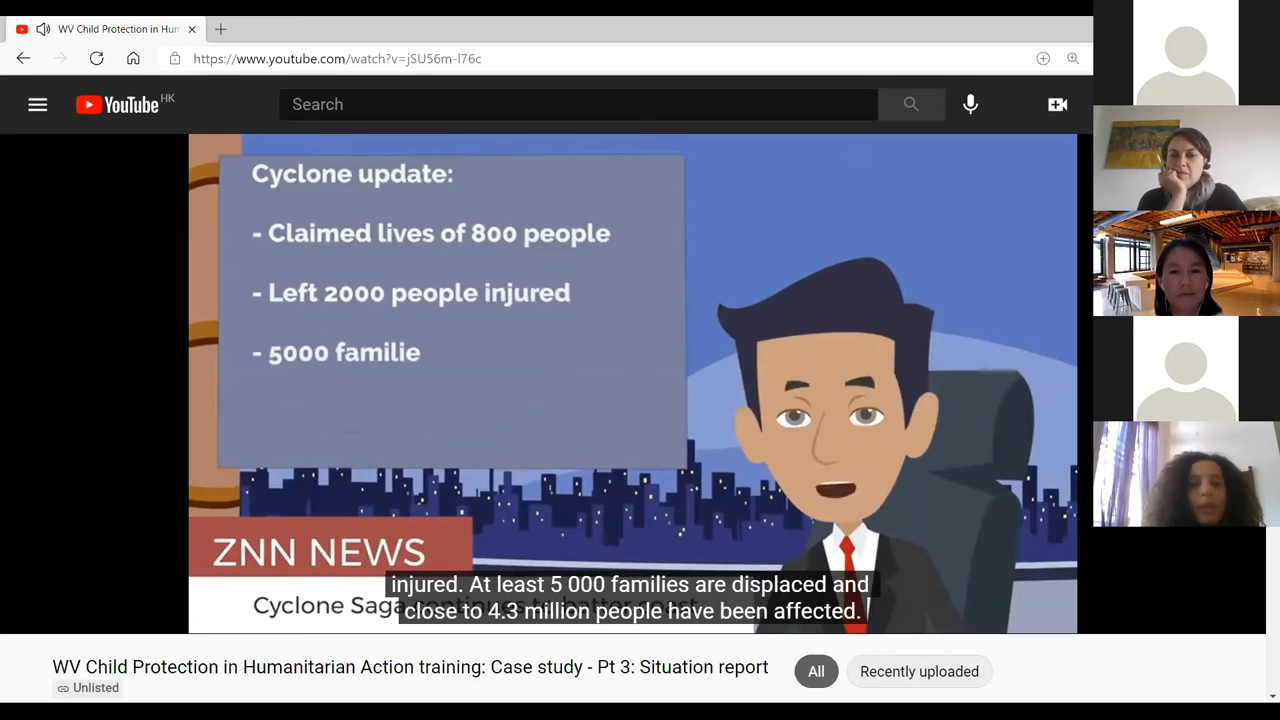 WV Child Protection in Hum
https://www.youtube.com/watch?v=jSU56m-l76c
YouTube HK
Search
Cyclone update:
- Claimed lives of 800 people
- Left 2000 people injured
- 5000 familie
ZNN NEWS
Cyclone Saga
injured. At least 5 000 families are displaced and
close to 4.3 million people have been affected.
WV Child Protection in Humanitarian Action training: Case study - Pt 3: Situation report
All
Recently uploaded
Unlisted